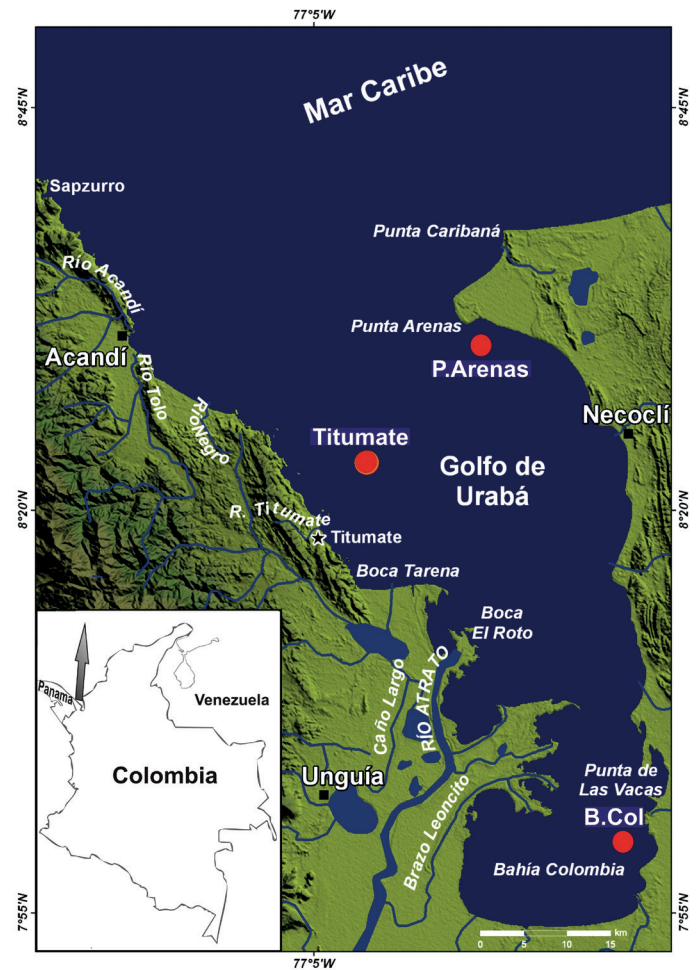 77°5'W
Mar Caribe
8°45'N
8°45'N
Sapzurro
Punta Caribaná
Río Acandí
Punta Arenas
Acandí
P.Arenas
Río Tolo
Río Negro
Necoclí
Titumate
Golfo de
Urabá
8°20'N
8°20'N
R. Titumate
Titumate
Boca Tarena
Boca
El Roto
Caño Largo
RÍO ATRATO
Panama
Venezuela
Colombia
Unguía
Brazo Leoncito
Punta de
Las Vacas
B.Col
Bahía Colombia
7°55'N
7°55'N
km
0 5 10 15
77°5'W